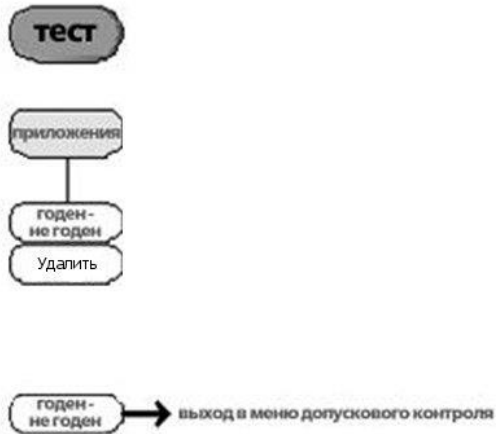 тест
приложения
годен -
не годен
Удалить
годен -
не годен
выход в меню допускового контроля